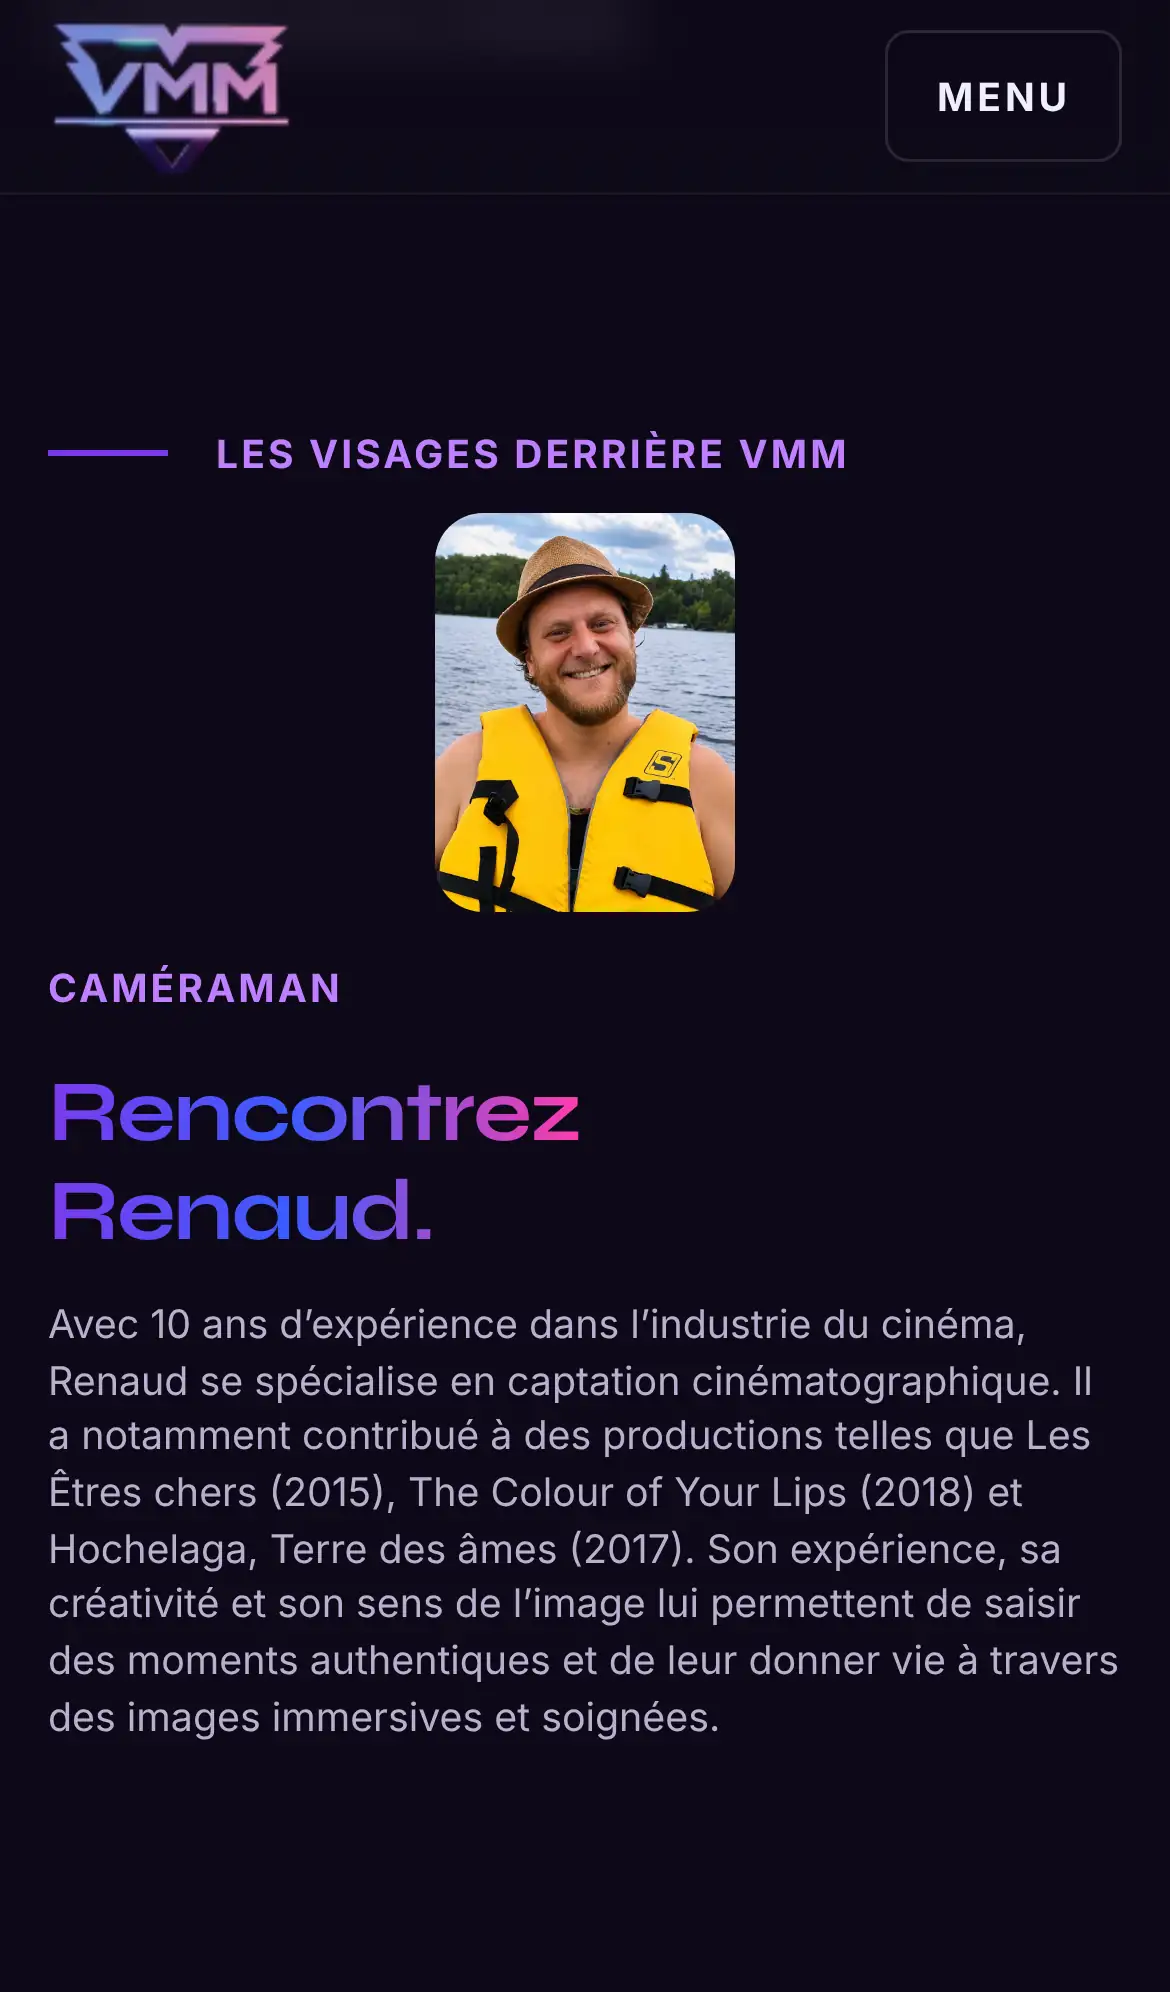 VMM
MENU
LES VISAGES DERRIÈRE VMM
CAMÉRAMAN
Rencontrez
Renaud.
Avec 10 ans d’expérience dans l’industrie du cinéma,
Renaud se spécialise en captation cinématographique. Il
a notamment contribué à des productions telles que Les
Êtres chers (2015), The Colour of Your Lips (2018) et
Hochelaga, Terre des âmes (2017). Son expérience, sa
créativité et son sens de l’image lui permettent de saisir
des moments authentiques et de leur donner vie à travers
des images immersives et soignées.